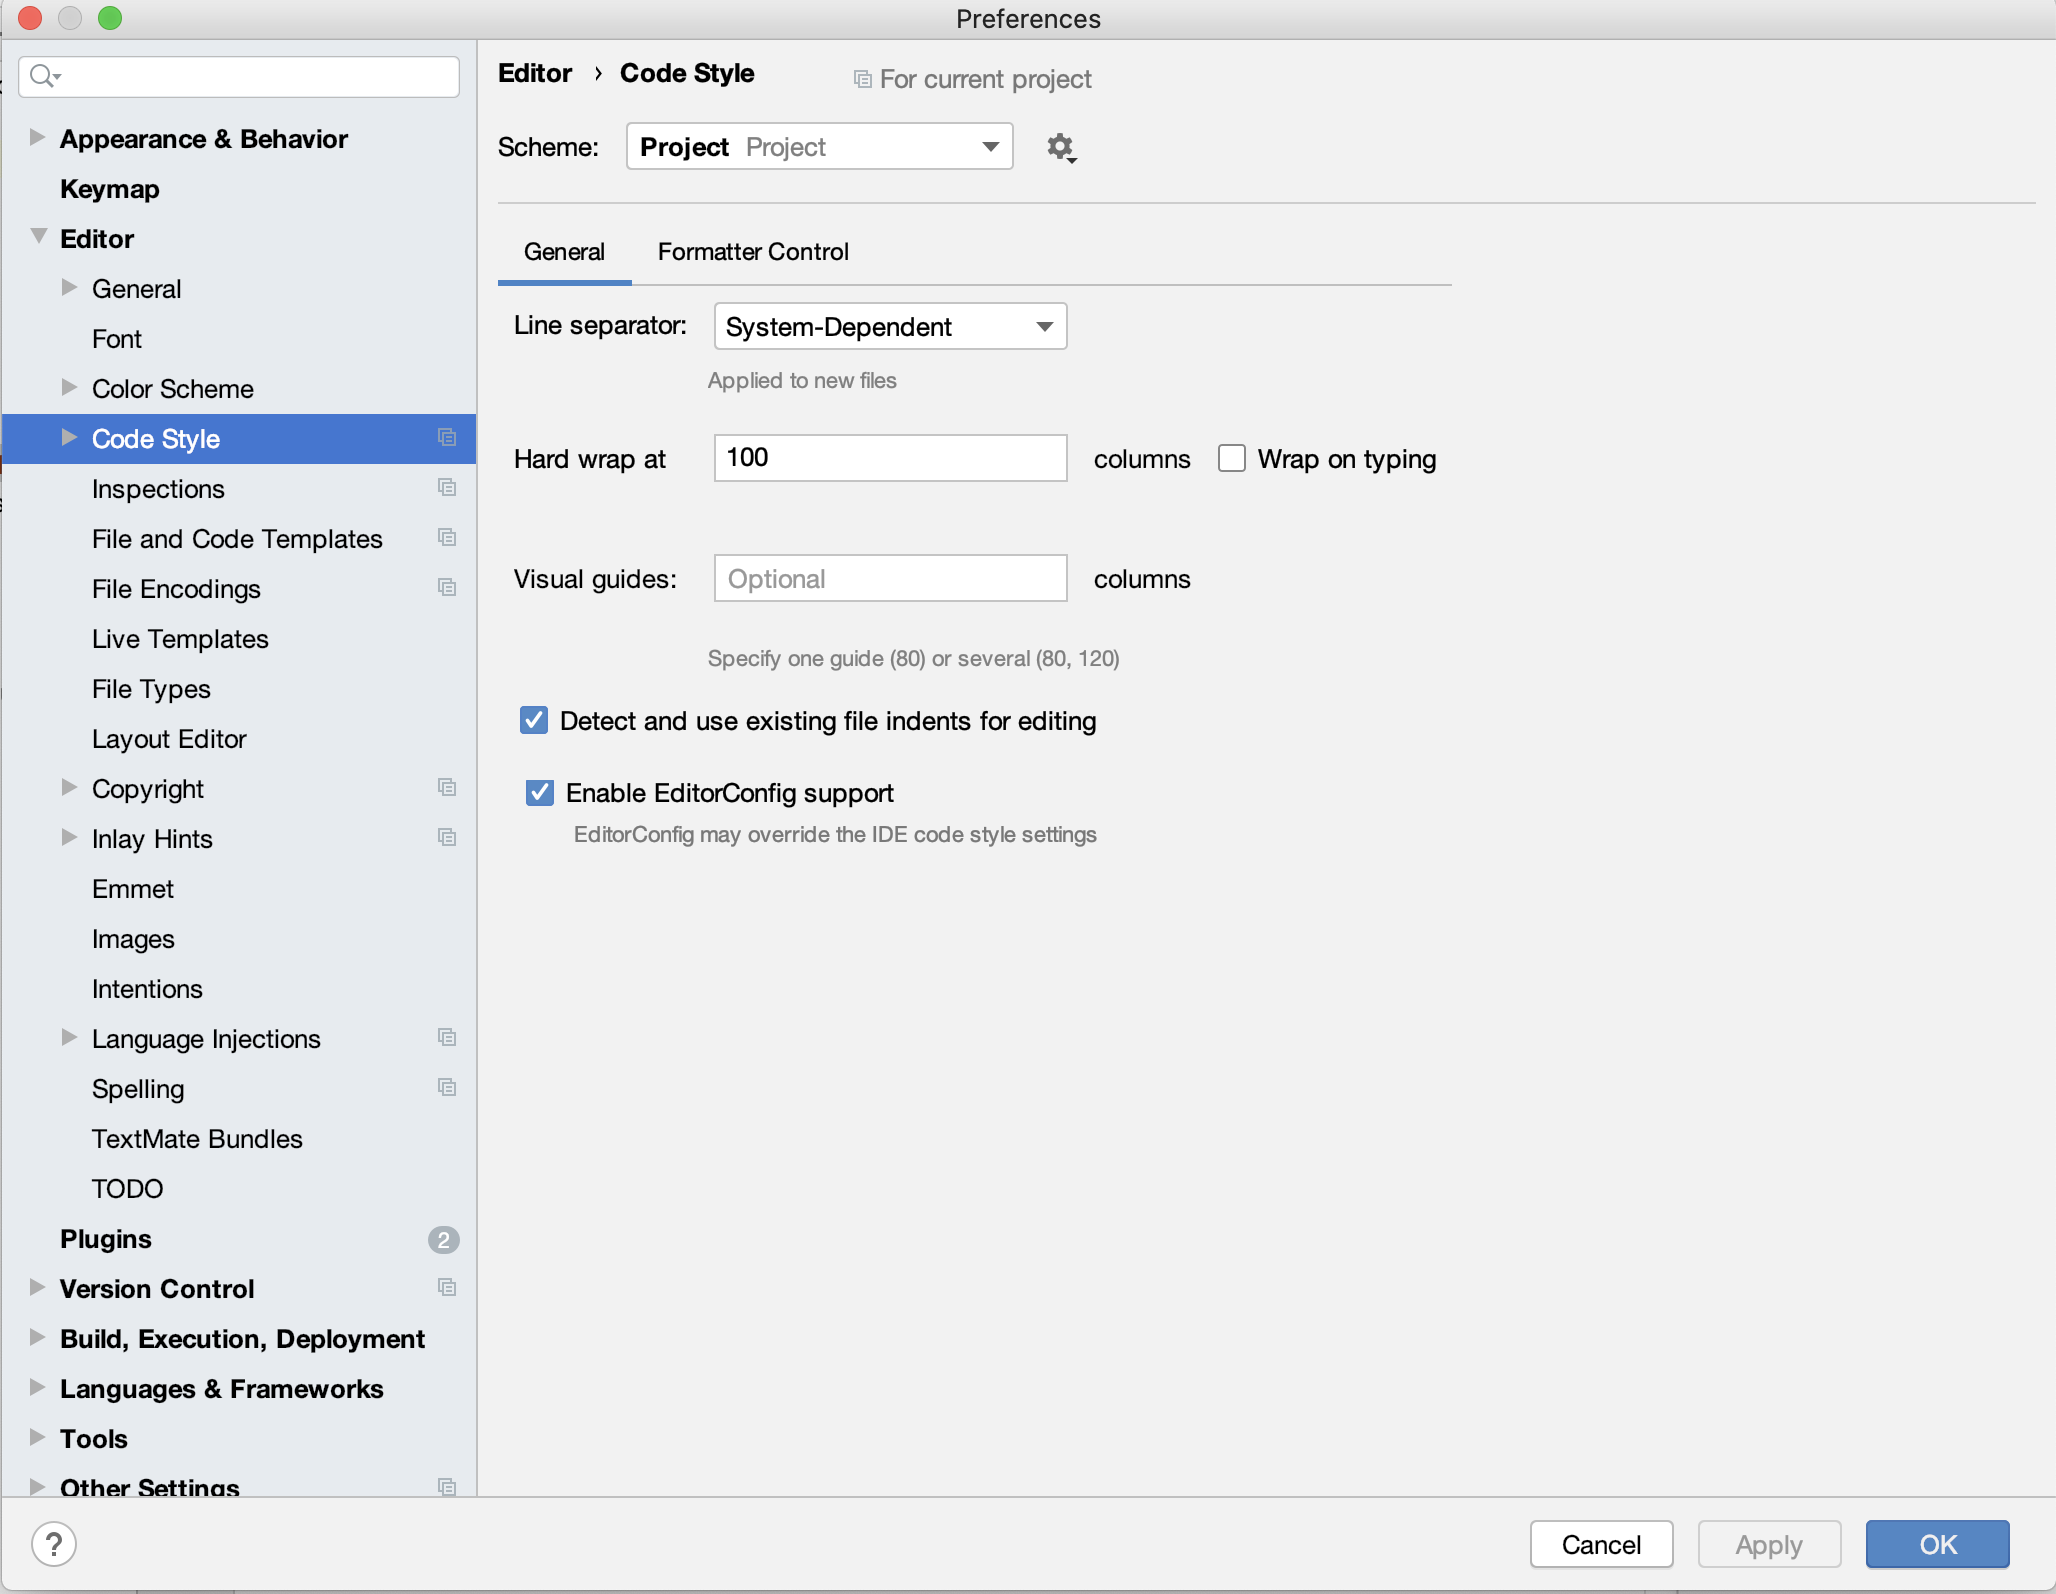 Preferences
Appearance & Behavior
Keymap
Editor
General
Font
Color Scheme
Code Style
Inspections
File and Code Templates
File Encodings
Live Templates
File Types
Layout Editor
Copyright
Inlay Hints
Emmet
Images
Intentions
Language Injections
Spelling
TextMate Bundles
TODO
Plugins 2
Version Control
Build, Execution, Deployment
Languages & Frameworks
Tools
Other Settings
Editor › Code Style For current project
Scheme: Project Project
General Formatter Control
Line separator: System-Dependent
Applied to new files
Hard wrap at 100 columns Wrap on typing
Visual guides: Optional columns
Specify one guide (80) or several (80, 120)
Detect and use existing file indents for editing
Enable EditorConfig support
EditorConfig may override the IDE code style settings
? Cancel Apply OK